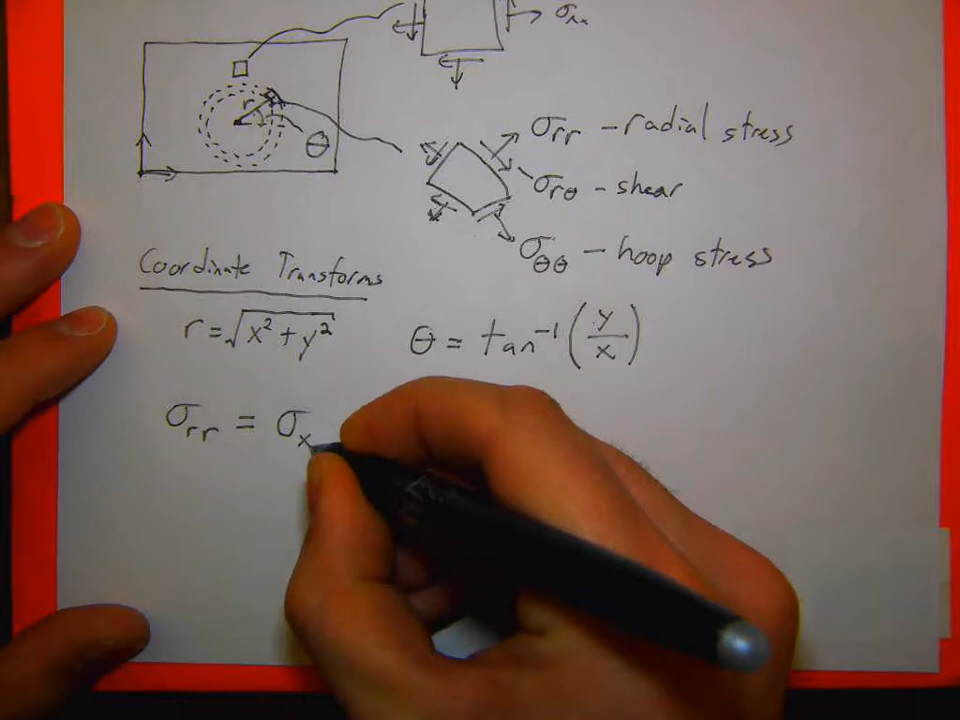 σₓₓ
r
θ
σrr – radial stress
σrθ – shear
σθθ – hoop stress
Coordinate Transforms
r = √x² + y² θ = tan⁻¹ (y/x)
σrr = σx